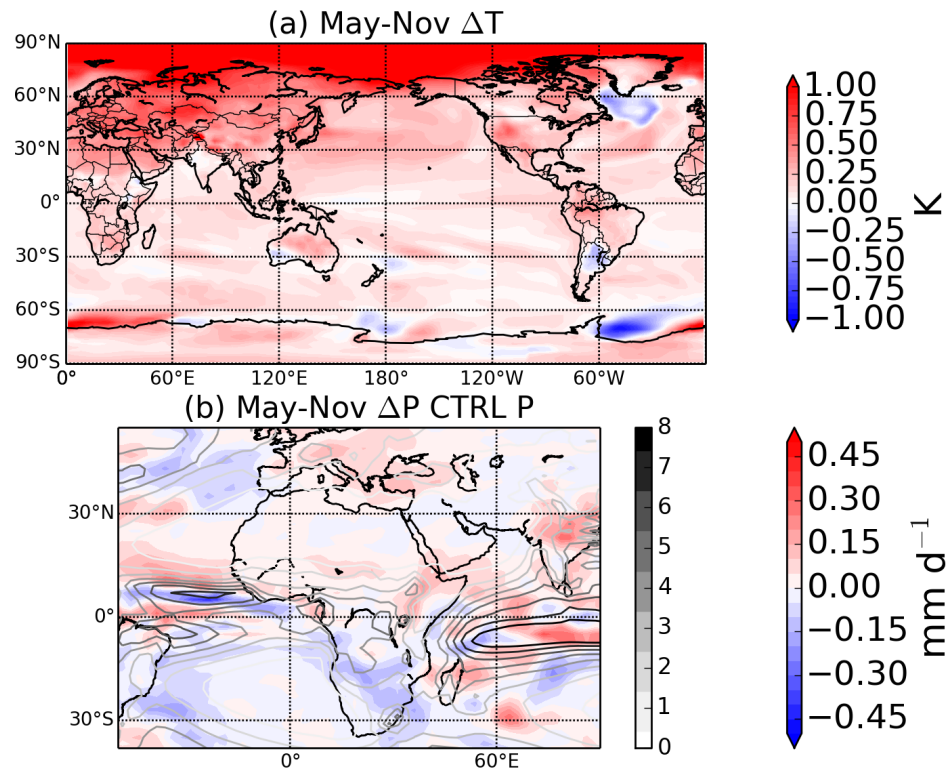 (a) May-Nov ΔT
90°N
60°N
30°N
0°
30°S
60°S
90°S
0° 60°E 120°E 180° 120°W 60°W
1.00
0.75
0.50
0.25
0.00
−0.25
−0.50
−0.75
−1.00
K
(b) May-Nov ΔP CTRL P
30°N
0°
30°S
0° 60°E
8
7
6
5
4
3
2
1
0
0.45
0.30
0.15
0.00
−0.15
−0.30
−0.45
mm d⁻¹